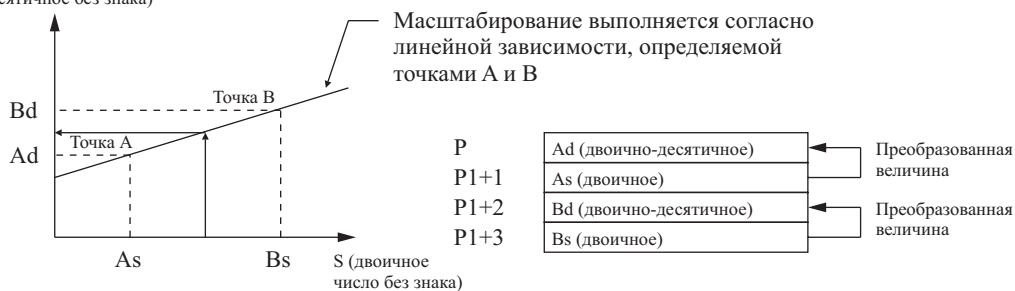 Масштабирование выполняется согласно
линейной зависимости, определяемой
точками A и B
Bd
Точка B
Точка A
Ad
As
Bs
S (двоичное
число без знака)
P
Ad (двоично-десятичное)
P1+1
As (двоичное)
P1+2
Bd (двоично-десятичное)
P1+3
Bs (двоичное)
Преобразованная
величина
Преобразованная
величина